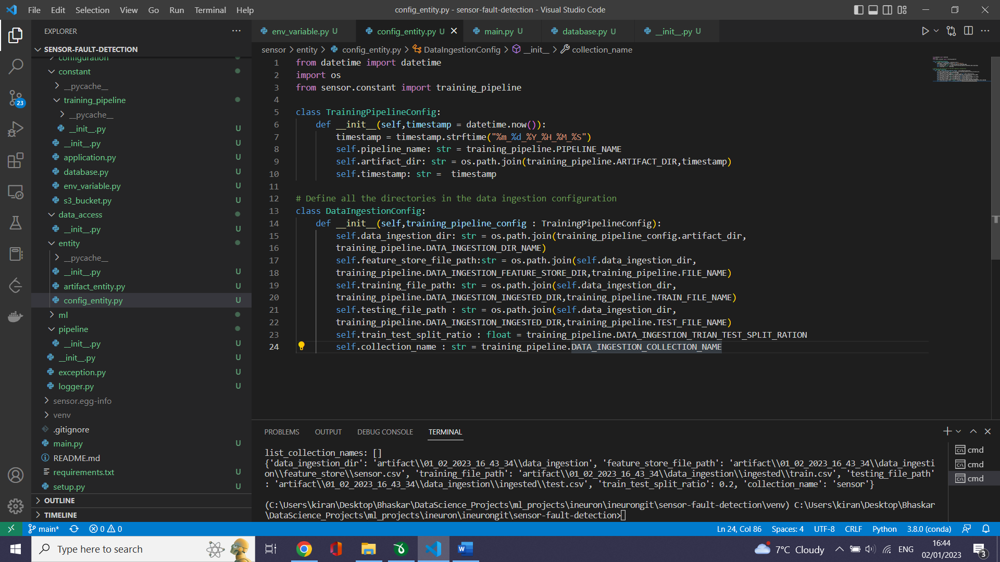 File Edit Selection View Go Run Terminal Help
config_entity.py - sensor-fault-detection - Visual Studio Code
EXPLORER
SENSOR-FAULT-DETECTION
configuration
constant
__pycache__
training_pipeline
__pycache__
__init__.py U
__init__.py U
application.py U
database.py U
env_variable.py U
s3_bucket.py U
data_access
__init__.py U
entity
__pycache__
__init__.py U
artifact_entity.py U
config_entity.py U
ml
pipeline
__init__.py U
__init__.py U
exception.py U
logger.py U
sensor.egg-info
venv
.gitignore
main.py U
README.md
requirements.txt U
setup.py U
OUTLINE
TIMELINE
23
env_variable.py U
config_entity.py U
main.py U
database.py U
__init__.py U
sensor > entity > config_entity.py > DataIngestionConfig > __init__ > collection_name
1 from datetime import datetime
2 import os
3 from sensor.constant import training_pipeline
4
5 class TrainingPipelineConfig:
6 def __init__(self,timestamp = datetime.now()):
7 timestamp = timestamp.strftime("%m_%d_%Y_%H_%M_%S")
8 self.pipeline_name: str = training_pipeline.PIPELINE_NAME
9 self.artifact_dir: str = os.path.join(training_pipeline.ARTIFACT_DIR,timestamp)
10 self.timestamp: str =  timestamp
11
12 # Define all the directories in the data ingestion configuration
13 class DataIngestionConfig:
14 def __init__(self,training_pipeline_config : TrainingPipelineConfig):
15 self.data_ingestion_dir: str = os.path.join(training_pipeline_config.artifact_dir,
16 training_pipeline.DATA_INGESTION_DIR_NAME)
17 self.feature_store_file_path:str = os.path.join(self.data_ingestion_dir,
18 training_pipeline.DATA_INGESTION_FEATURE_STORE_DIR,training_pipeline.FILE_NAME)
19 self.training_file_path: str = os.path.join(self.data_ingestion_dir,
20 training_pipeline.DATA_INGESTION_INGESTED_DIR,training_pipeline.TRAIN_FILE_NAME)
21 self.testing_file_path : str = os.path.join(self.data_ingestion_dir,
22 training_pipeline.DATA_INGESTION_INGESTED_DIR,training_pipeline.TEST_FILE_NAME)
23 self.train_test_split_ratio : float = training_pipeline.DATA_INGESTION_TRIAN_TEST_SPLIT_RATION
24 self.collection_name : str = training_pipeline.DATA_INGESTION_COLLECTION_NAME
PROBLEMS OUTPUT DEBUG CONSOLE TERMINAL
list_collection_names: []
{'data_ingestion_dir': 'artifact\\01_02_2023_16_43_34\\data_ingestion', 'feature_store_file_path': 'artifact\\01_02_2023_16_43_34\\data_ingesti
on\\feature_store\\sensor.csv', 'training_file_path': 'artifact\\01_02_2023_16_43_34\\data_ingestion\\ingested\\train.csv', 'testing_file_path'
: 'artifact\\01_02_2023_16_43_34\\data_ingestion\\ingested\\test.csv', 'train_test_split_ratio': 0.2, 'collection_name': 'sensor'}
(C:\Users\kiran\Desktop\Bhaskar\DataScience_Projects\ml_projects\ineuron\ineurongit\sensor-fault-detection\venv) C:\Users\kiran\Desktop\Bhaskar
\DataScience_Projects\ml_projects\ineuron\ineurongit\sensor-fault-detection>
cmd
cmd
cmd
main* 0 0
Ln 24, Col 86 Spaces: 4 UTF-8 CRLF Python 3.8.0 (conda)
Type here to search
7°C Cloudy ENG
16:44
02/01/2023
3